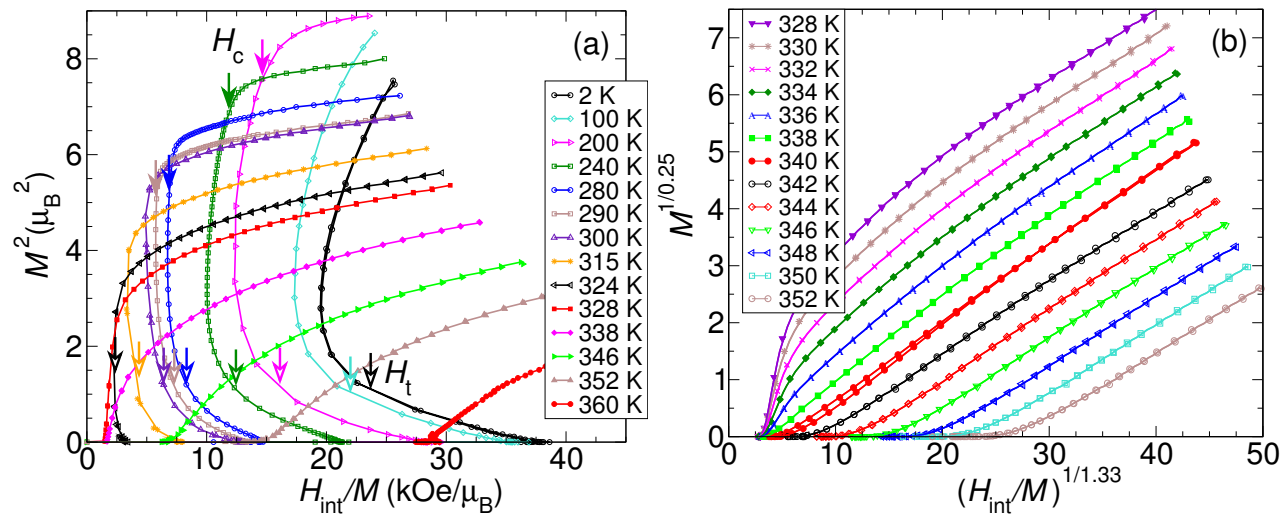 (a)
H_c
H_t
2 K
100 K
200 K
240 K
280 K
290 K
300 K
315 K
324 K
328 K
338 K
346 K
352 K
360 K
M² (μ_B²)
8
6
4
2
0
0 10 20 30 40
H_int/M (kOe/μ_B)
(b)
328 K
330 K
332 K
334 K
336 K
338 K
340 K
342 K
344 K
346 K
348 K
350 K
352 K
M^1/0.25
7
6
5
4
3
2
1
0
0 10 20 30 40 50
(H_int/M)^1/1.33